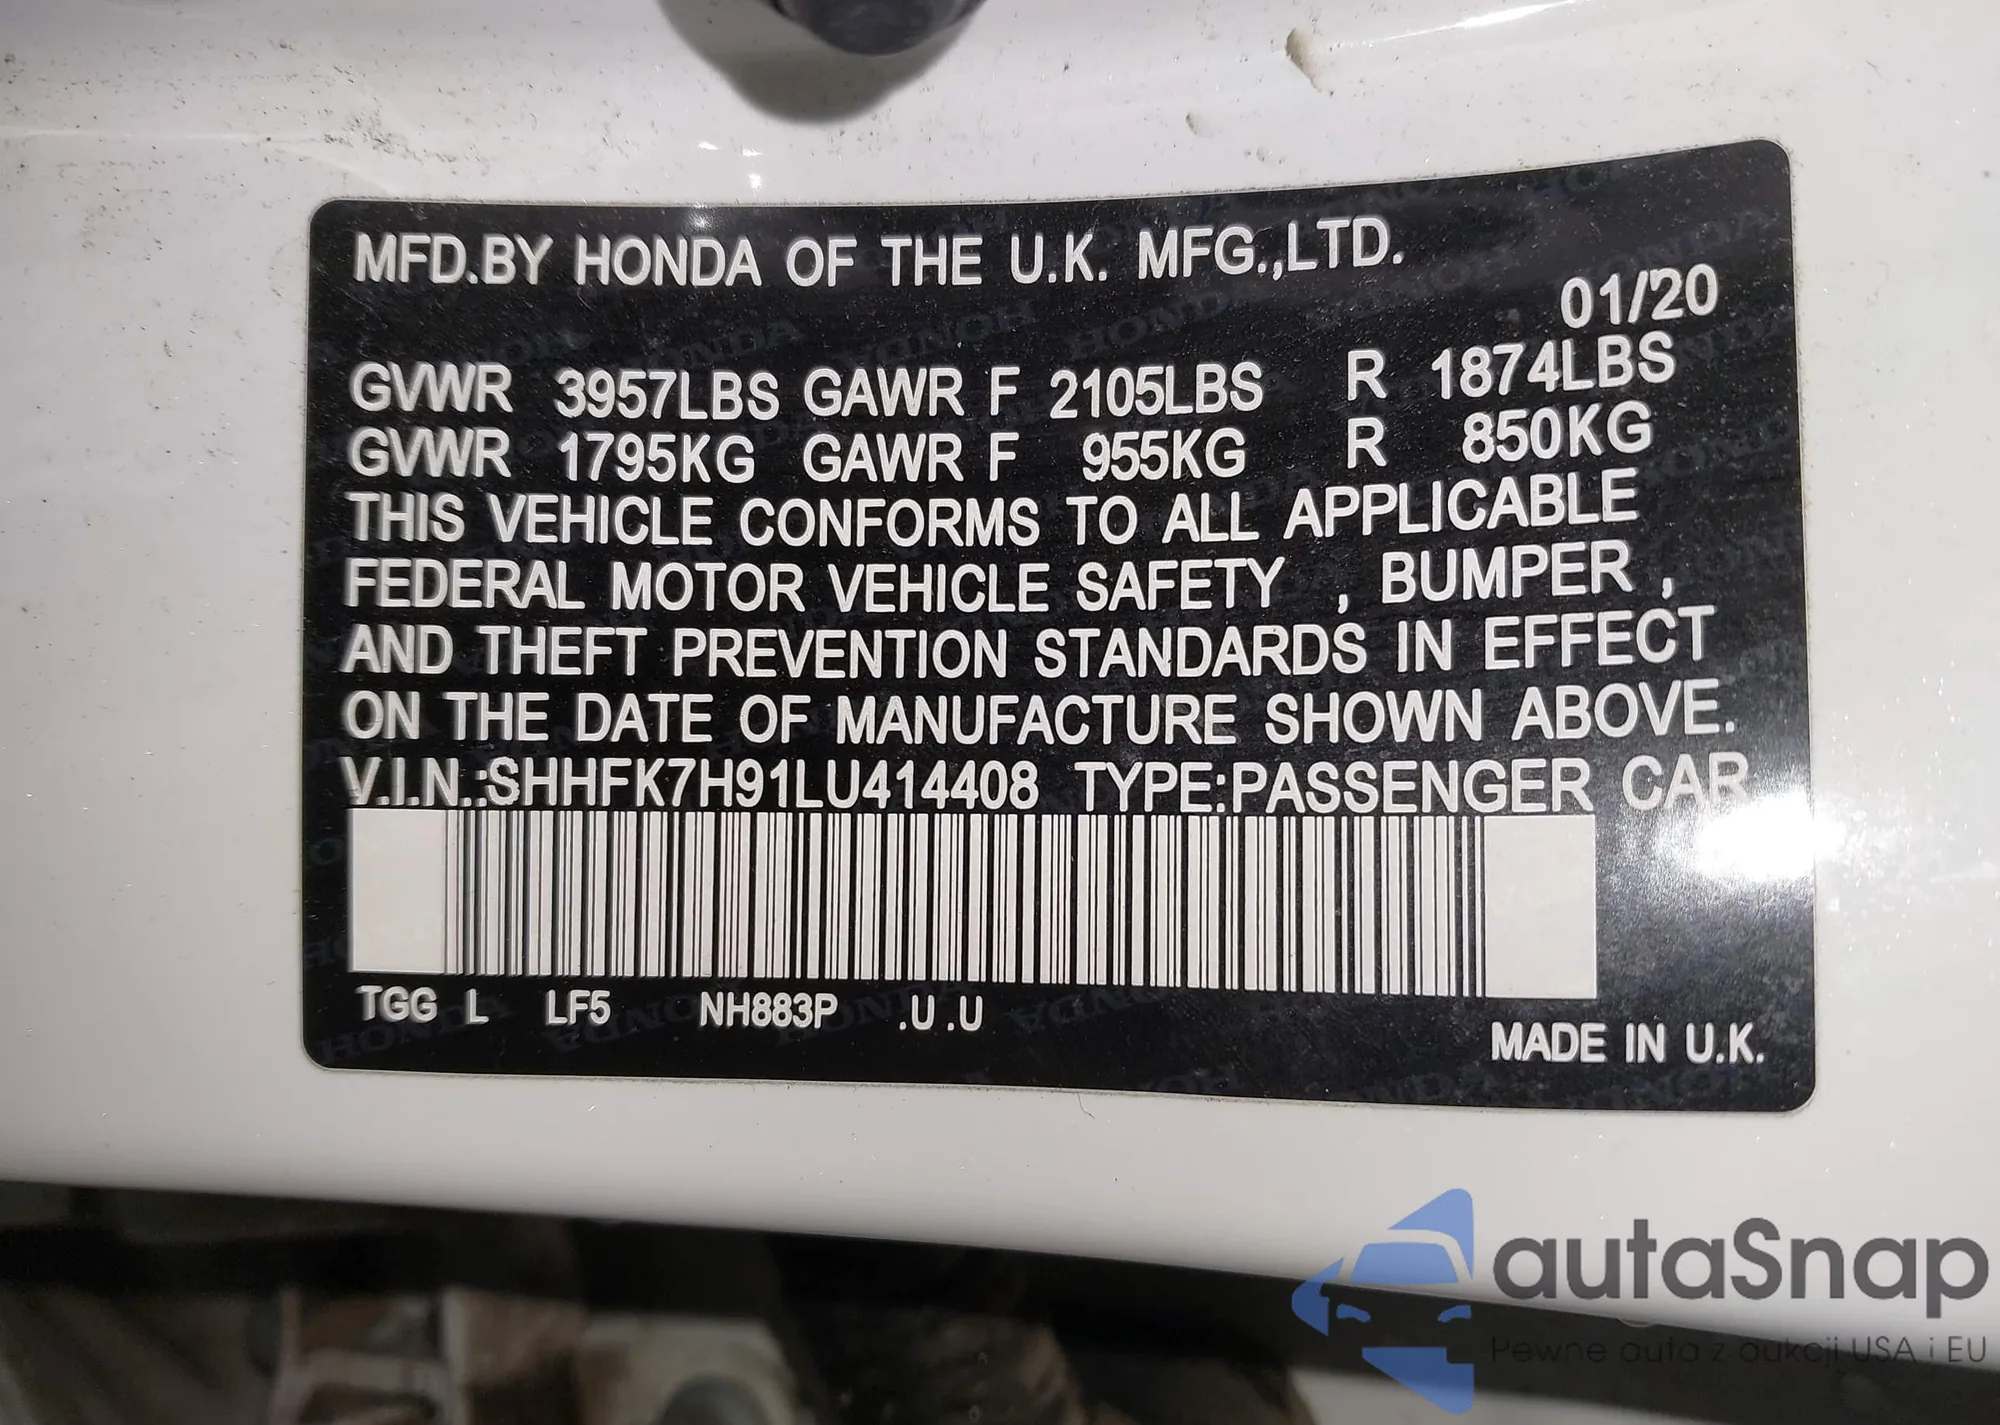 MFD.BY HONDA OF THE U.K. MFG.,LTD.
01/20
GVWR 3957LBS GAWR F 2105LBS R 1874LBS
GVWR 1795KG GAWR F 955KG R 850KG
THIS VEHICLE CONFORMS TO ALL APPLICABLE
FEDERAL MOTOR VEHICLE SAFETY , BUMPER ,
AND THEFT PREVENTION STANDARDS IN EFFECT
ON THE DATE OF MANUFACTURE SHOWN ABOVE.
V.I.N.:SHHFK7H91LU414408 TYPE:PASSENGER CAR
TGG L LF5 NH883P .U .U
MADE IN U.K.
autaSnap
Pewne auta z aukcji USA i EU